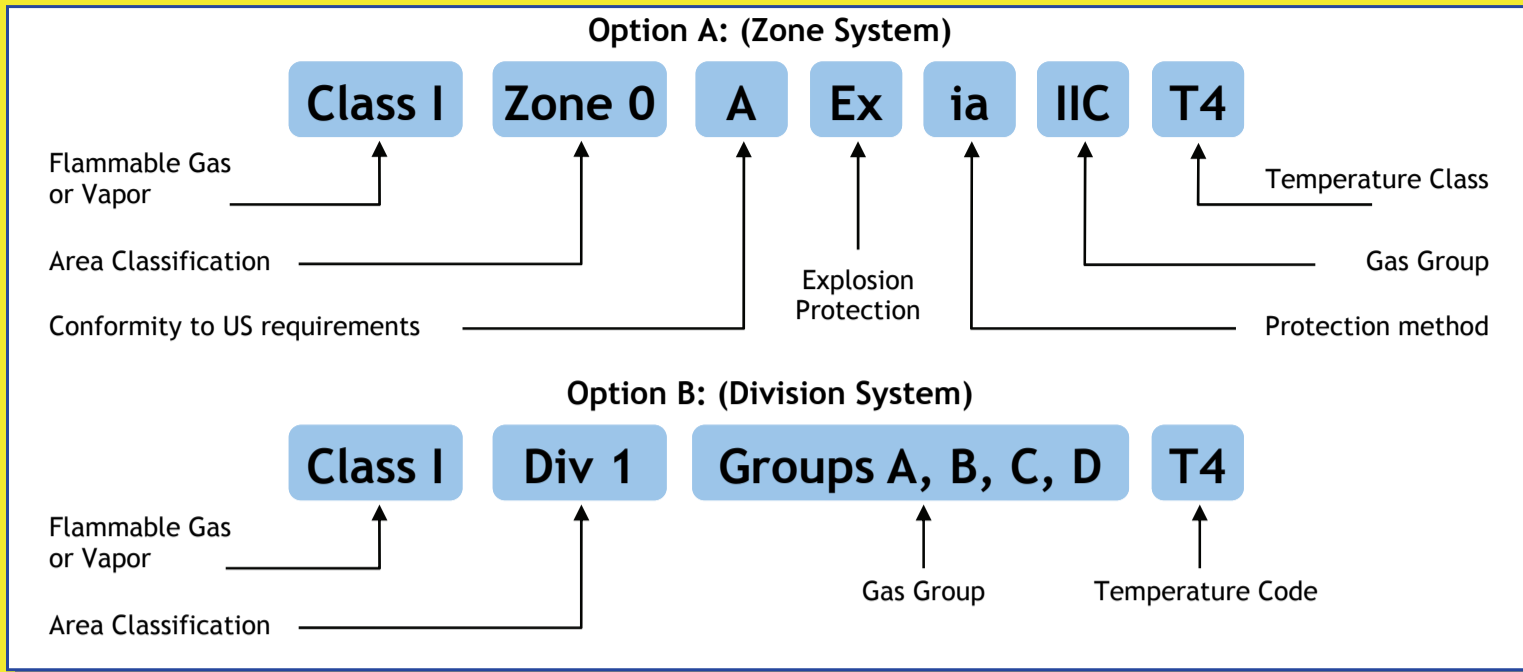 Option A: (Zone System)
Class I Zone 0 A Ex ia IIC T4
Flammable Gas
or Vapor
Temperature Class
Area Classification
Gas Group
Explosion
Protection
Conformity to US requirements
Protection method
Option B: (Division System)
Class I Div 1 Groups A, B, C, D T4
Flammable Gas
or Vapor
Gas Group
Temperature Code
Area Classification